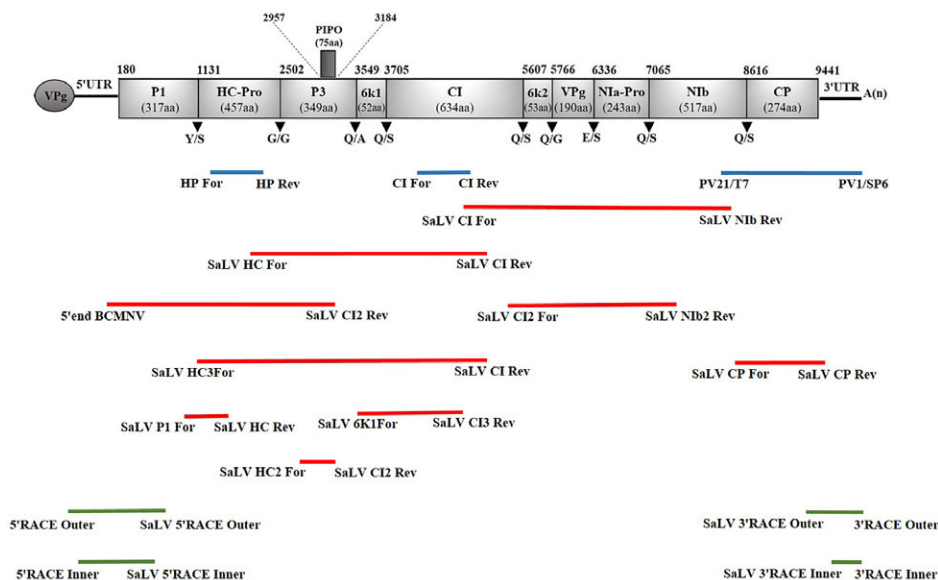 2957 PIPO 3184
(75aa)
180 1131 2502 3549 3705 5607 5766 6336 7065 8616 9441
VPg 5'UTR P1 HC-Pro P3 6k1 CI 6k2 VPg NIa-Pro NIb CP 3'UTR A(n)
(317aa) (457aa) (349aa) (52aa) (634aa) (53aa) (190aa) (243aa) (517aa) (274aa)
Y/S G/G Q/A Q/S Q/S Q/G E/S Q/S Q/S
HP For HP Rev CI For CI Rev PV21/T7 PV1/SP6
SaLV CI For SaLV NIb Rev
SaLV HC For SaLV CI Rev
5'end BCMNV SaLV CI2 Rev SaLV CI2 For SaLV NIb2 Rev
SaLV HC3For SaLV CI Rev SaLV CP For SaLV CP Rev
SaLV P1 For SaLV HC Rev SaLV 6K1For SaLV CI3 Rev
SaLV HC2 For SaLV CI2 Rev
5'RACE Outer SaLV 5'RACE Outer SaLV 3'RACE Outer 3'RACE Outer
5'RACE Inner SaLV 5'RACE Inner SaLV 3'RACE Inner 3'RACE Inner